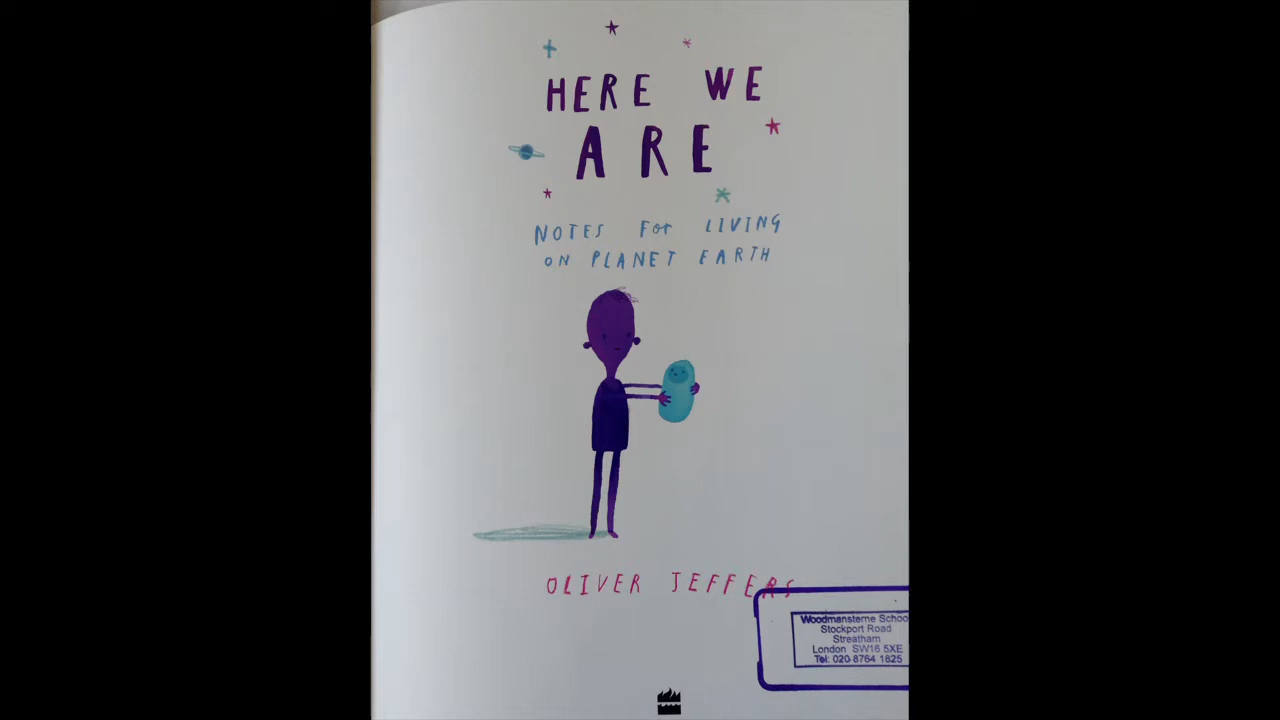 HERE WE
ARE
NOTES For LIVING
ON PLANET EARTH
OLIVER JEFFERS
Woodmansterne Schoo
Stockport Road
Streatham
London SW16 5XE
Tel: 020 8764 1825